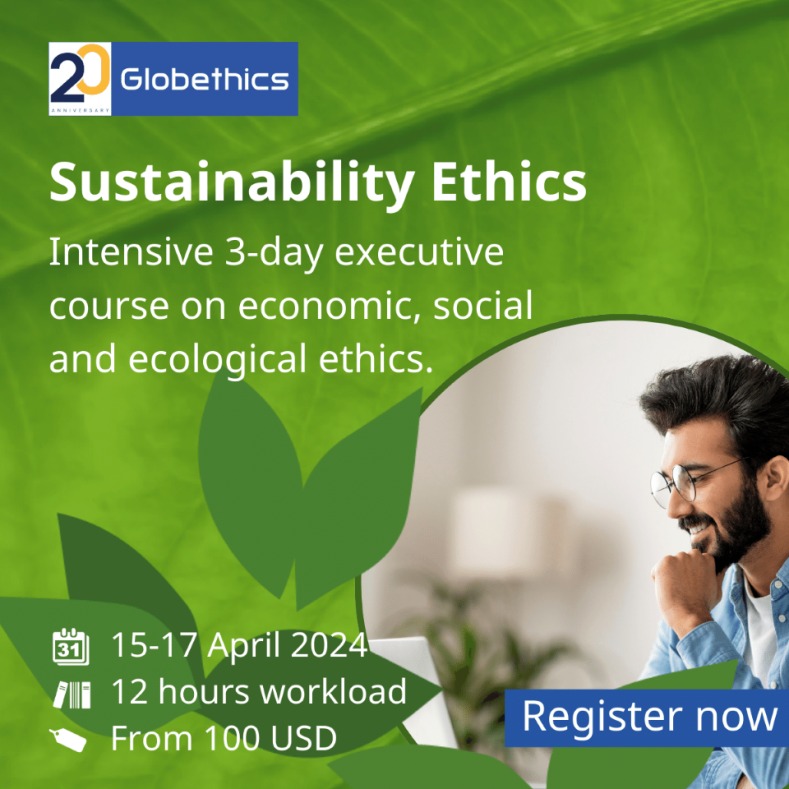 20
ANNIVERSARY
Globethics
Sustainability Ethics
Intensive 3-day executive
course on economic, social
and ecological ethics.
31
15-17 April 2024
12 hours workload
From 100 USD
Register now